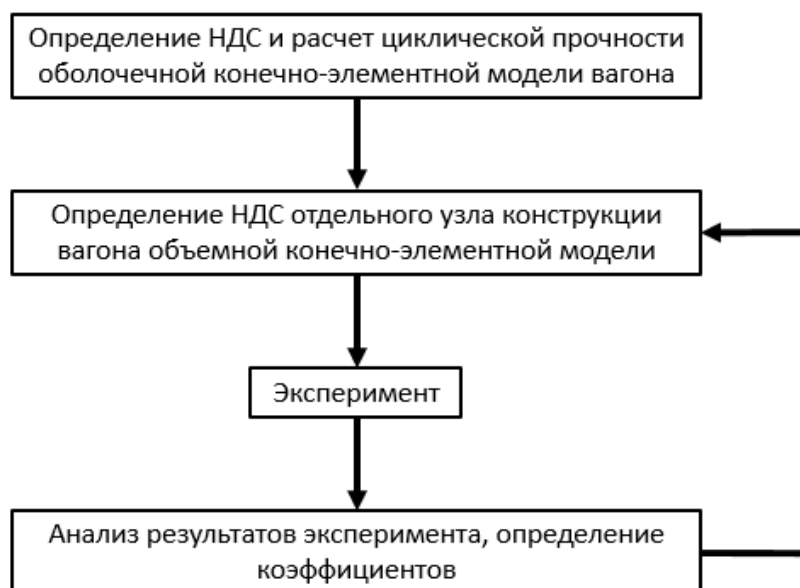 Определение НДС и расчет циклической прочности
оболочечной конечно-элементной модели вагона
Определение НДС отдельного узла конструкции
вагона объемной конечно-элементной модели
Эксперимент
Анализ результатов эксперимента, определение
коэффициентов